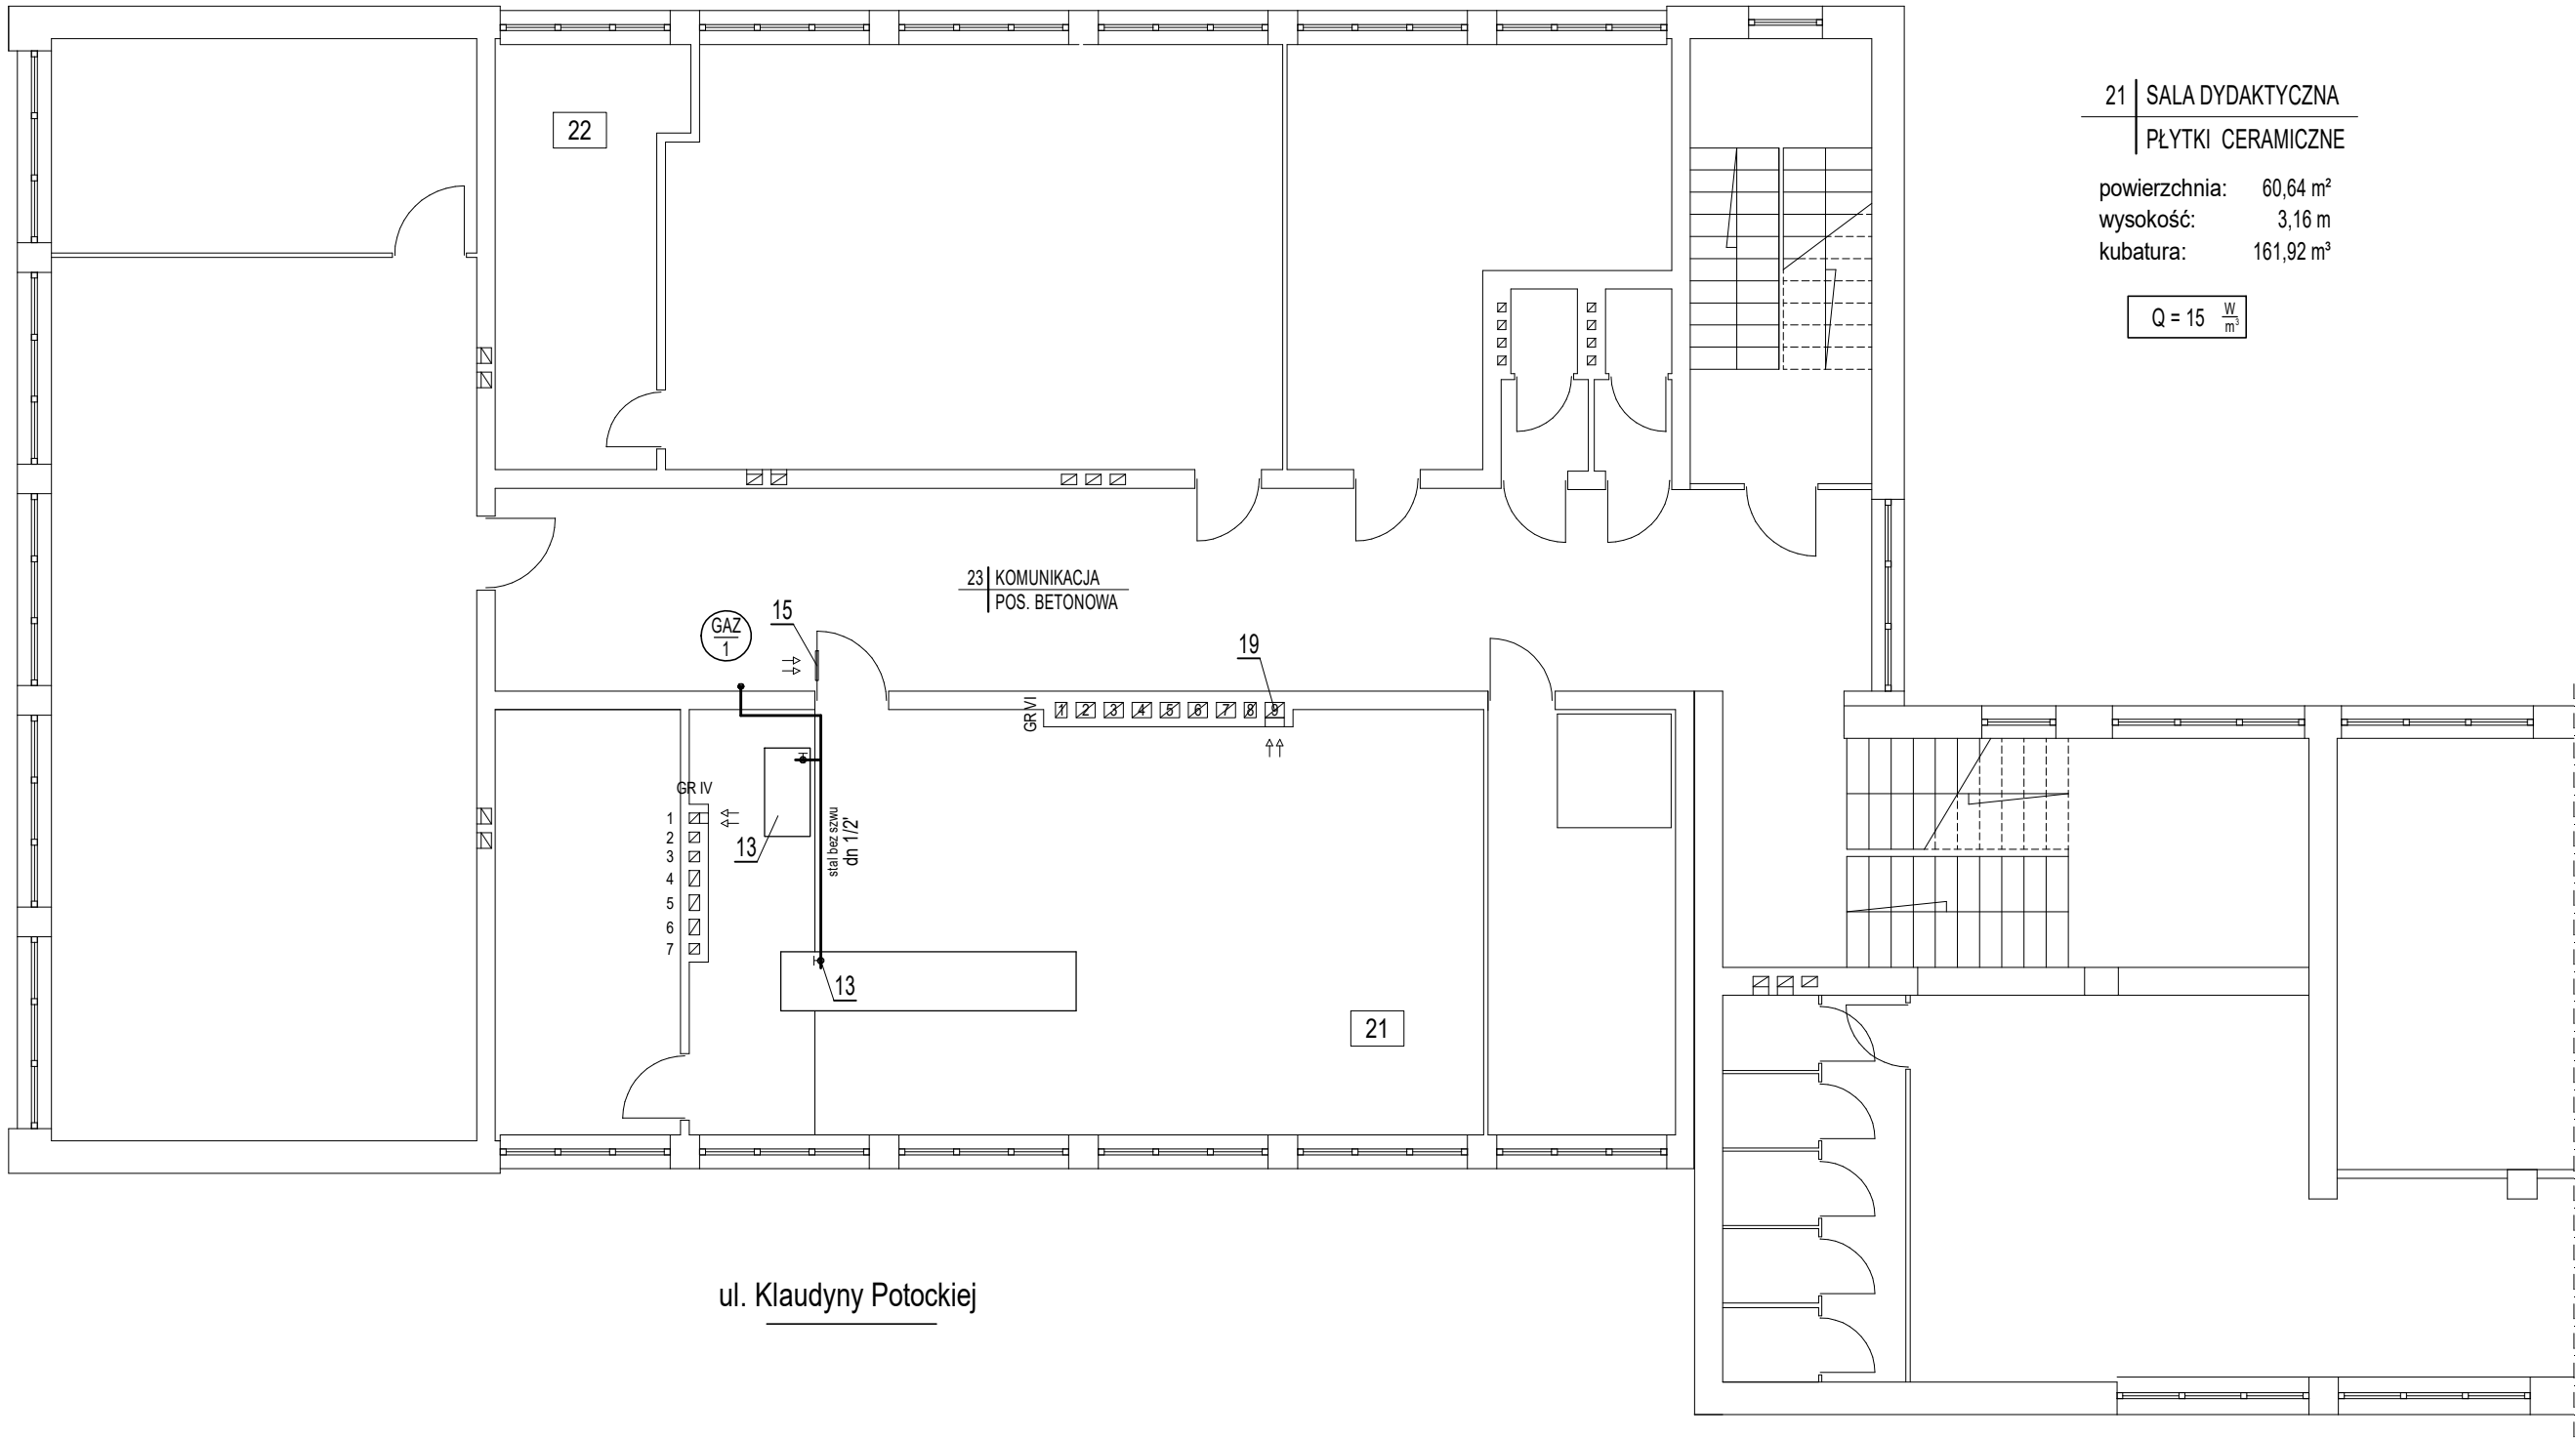 22
21 SALA DYDAKTYCZNA
PŁYTKI CERAMICZNE
powierzchnia: 60,64 m²
wysokość: 3,16 m
kubatura: 161,92 m³
Q = 15 W/m³
23 KOMUNIKACJA
POS. BETONOWA
GAZ
1
15
19
GR VI
1 2 3 4 5 6 7 8 9
GR IV
1
2
3
4
5
6
7
13
stal bez szwu
dn 1/2'
13
21
ul. Klaudyny Potockiej